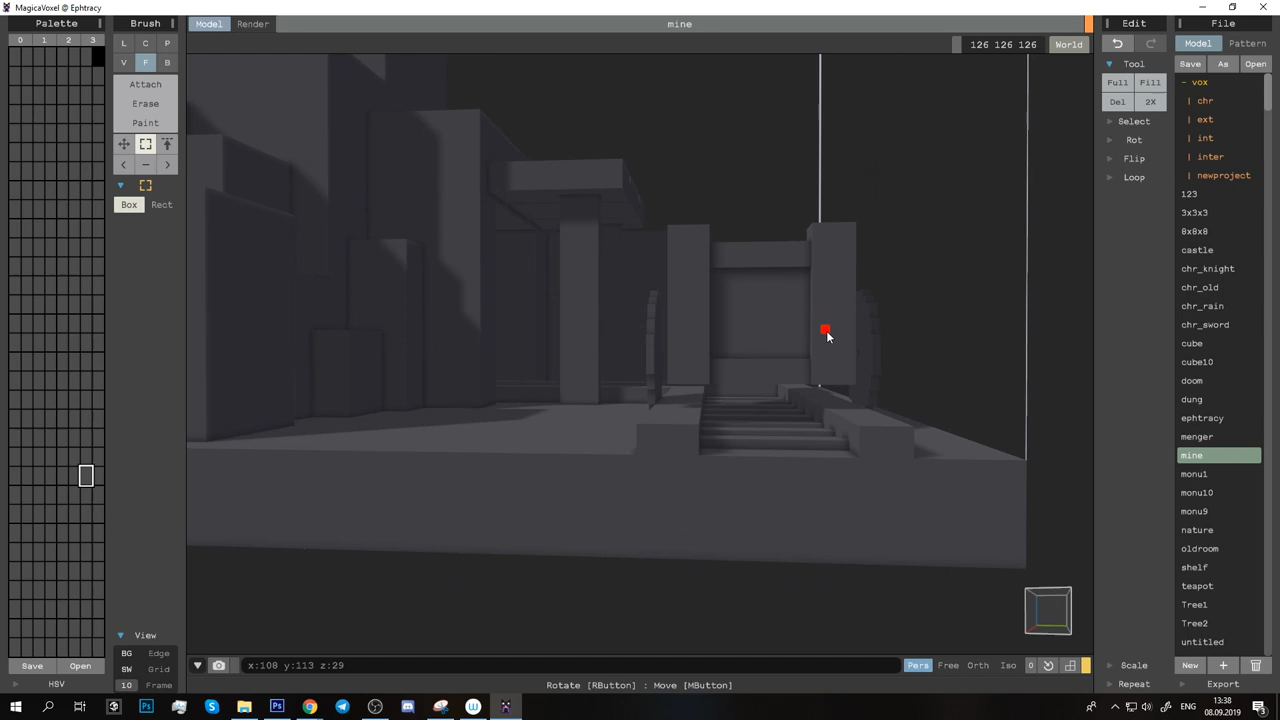 MagicaVoxel @ Ephtracy
Palette
Brush
Model
Render
mine
Edit
File
0 1 2 3
L C P
V F B
126 126 126
World
Tool
Model
Pattern
Full
Fill
Save
As
Open
Attach
Erase
Paint
Del
2X
Select
Rot
Flip
Loop
Box
Rect
- vox
| chr
| ext
| int
| inter
| newproject
123
3x3x3
8x8x8
castle
chr_knight
chr_old
chr_rain
chr_sword
cube
cube10
doom
dung
ephtracy
menger
mine
monu1
monu10
monu9
nature
oldroom
shelf
teapot
Tree1
Tree2
untitled
View
BG
Edge
SW
Grid
10
Frame
Save
Open
HSV
x:108 y:113 z:29
Pers
Free
Orth
Iso
0
Rotate [RButton] : Move [MButton]
Scale
Repeat
New
+
Export
ENG
13:38
08.09.2019
3